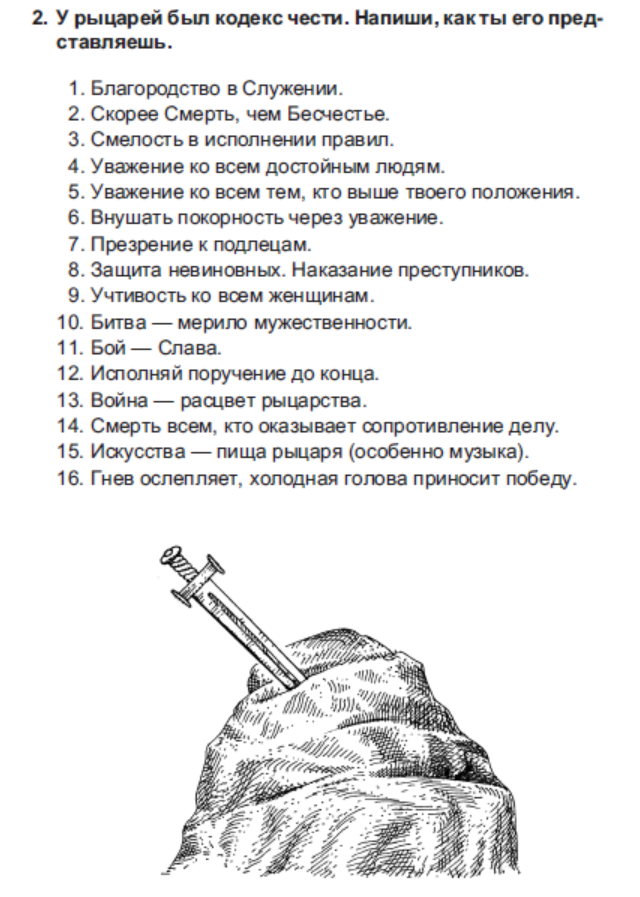 2. У рыцарей был кодекс чести. Напиши, как ты его пред-
ставляешь.
1. Благородство в Служении.
2. Скорее Смерть, чем Бесчестье.
3. Смелость в исполнении правил.
4. Уважение ко всем достойным людям.
5. Уважение ко всем тем, кто выше твоего положения.
6. Внушать покорность через уважение.
7. Презрение к подлецам.
8. Защита невиновных. Наказание преступников.
9. Учтивость ко всем женщинам.
10. Битва — мерило мужественности.
11. Бой — Слава.
12. Исполняй поручение до конца.
13. Война — расцвет рыцарства.
14. Смерть всем, кто оказывает сопротивление делу.
15. Искусства — пища рыцаря (особенно музыка).
16. Гнев ослепляет, холодная голова приносит победу.